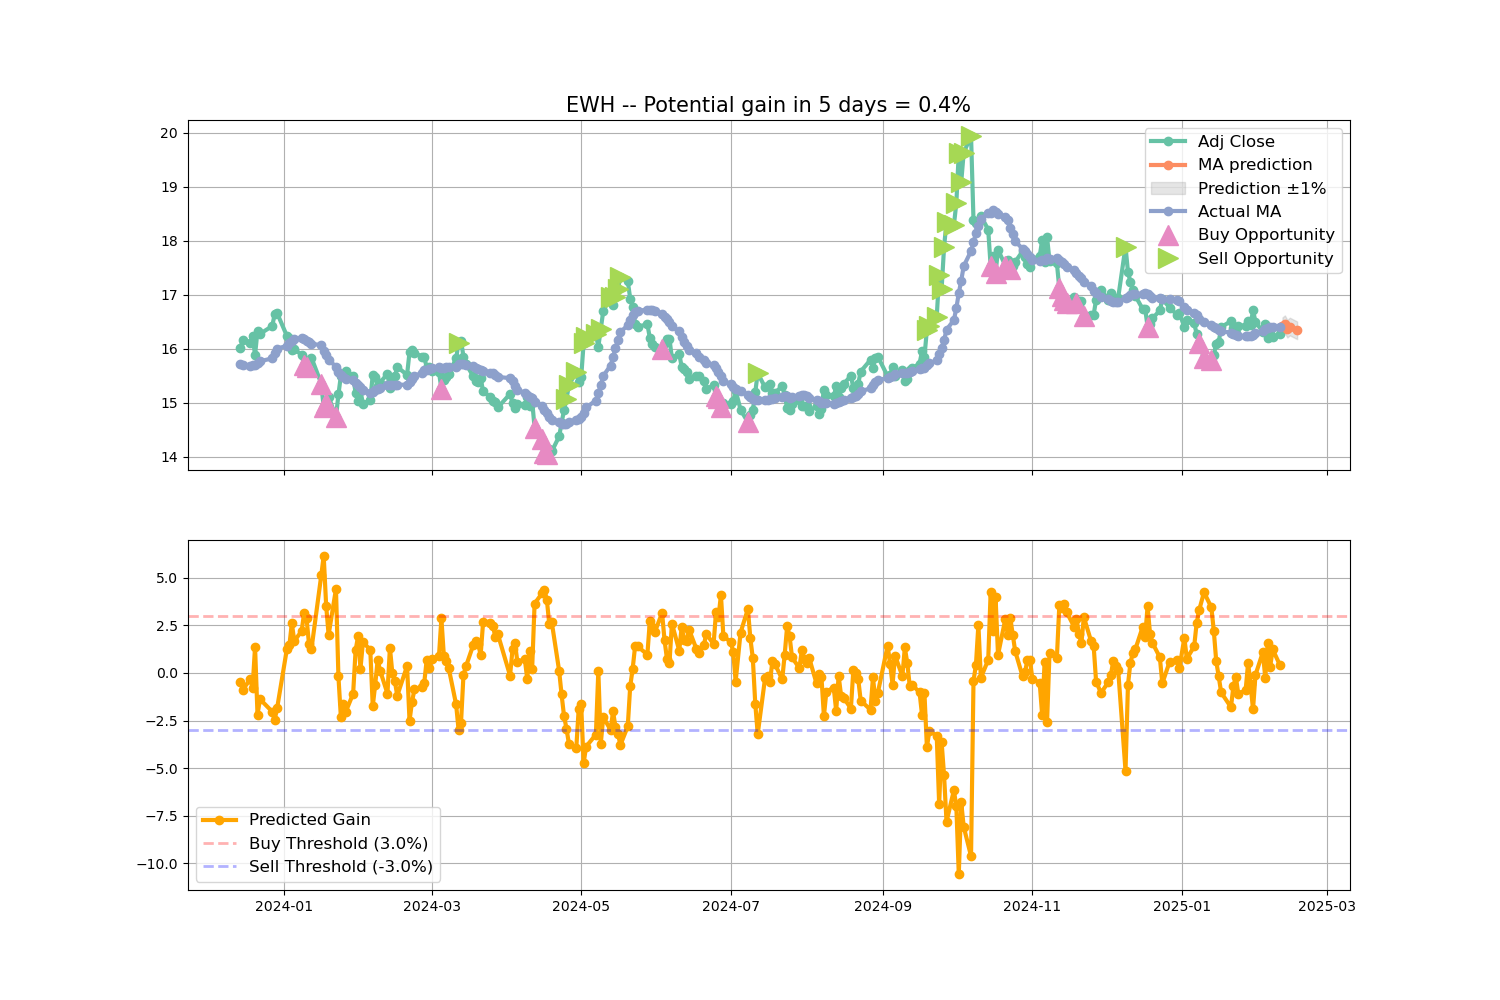 EWH -- Potential gain in 5 days = 0.4%
20
19
18
17
16
15
14
Adj Close
MA prediction
Prediction ±1%
Actual MA
Buy Opportunity
Sell Opportunity
5.0
2.5
0.0
−2.5
−5.0
−7.5
−10.0
Predicted Gain
Buy Threshold (3.0%)
Sell Threshold (-3.0%)
2024-01 2024-03 2024-05 2024-07 2024-09 2024-11 2025-01 2025-03